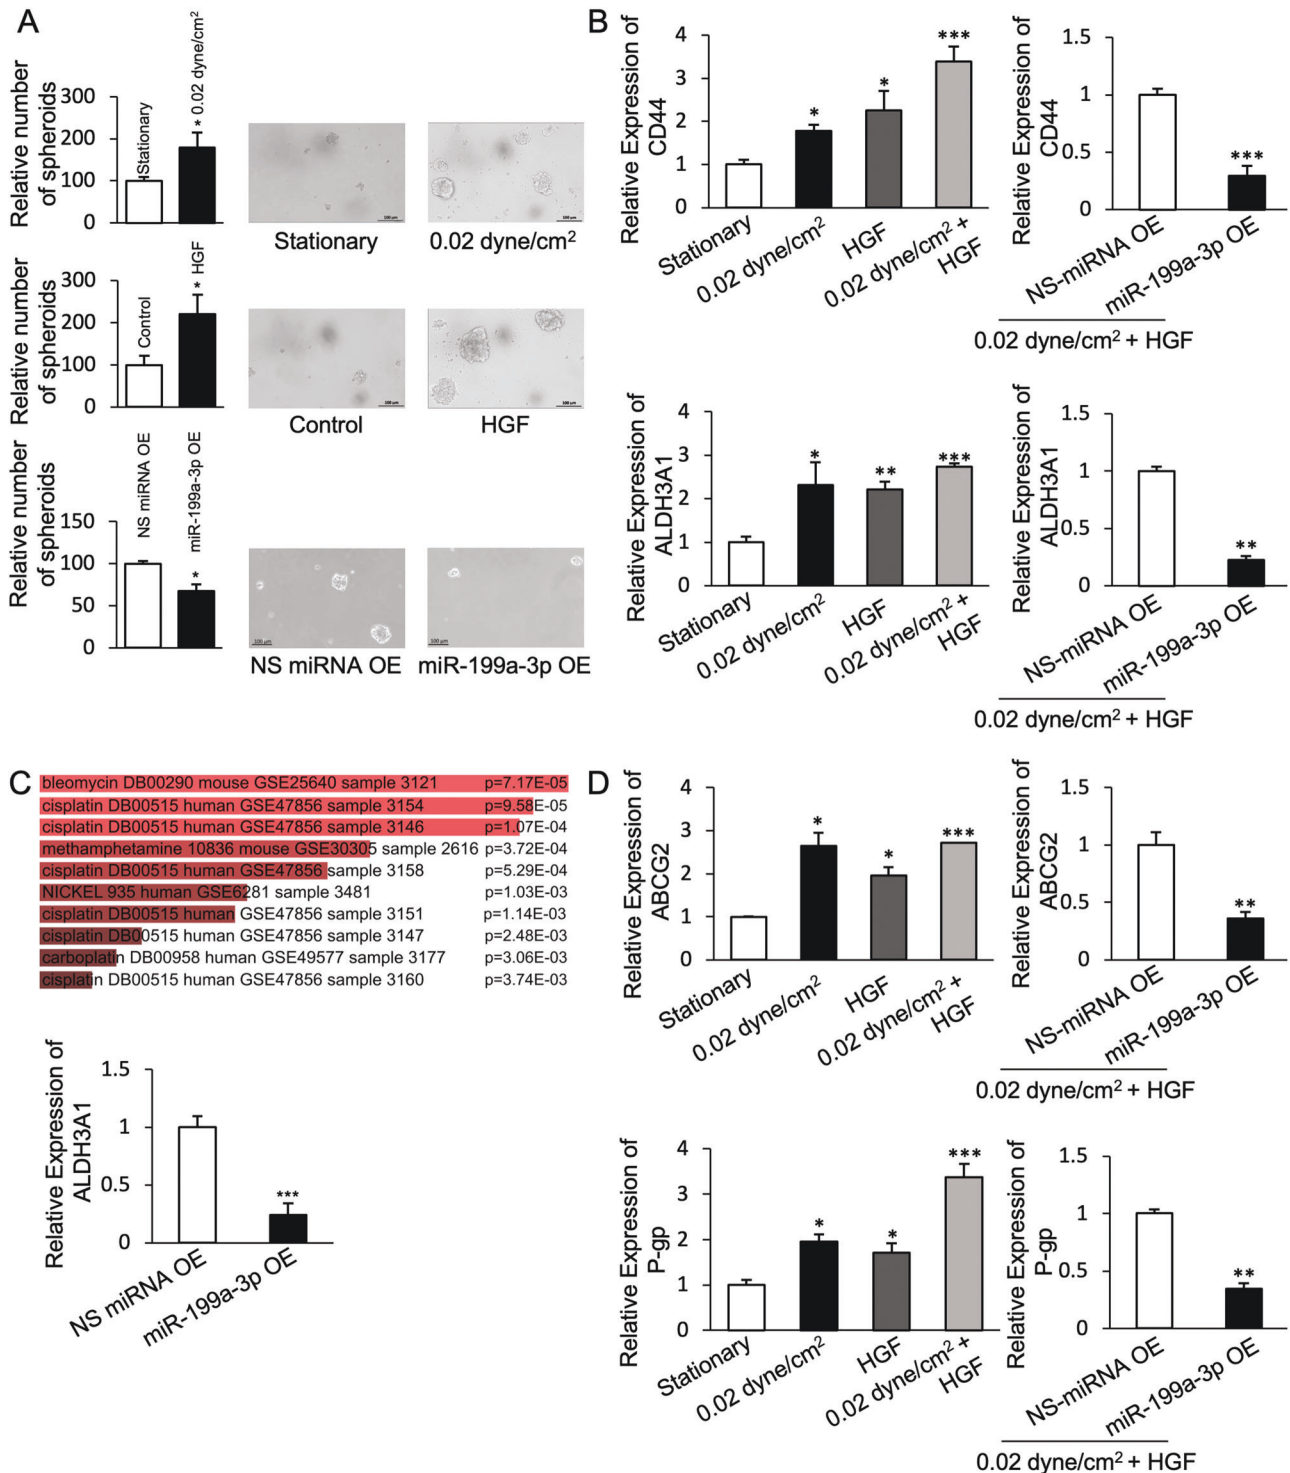 A
Relative number
of spheroids
300
200
100
0
Stationary
* 0.02 dyne/cm²
100 µm
100 µm
Stationary
0.02 dyne/cm²
Relative number
of spheroids
300
200
100
0
Control
* HGF
100 µm
100 µm
Control
HGF
Relative number
of spheroids
150
100
50
0
NS miRNA OE
* miR-199a-3p OE
100 µm
100 µm
NS miRNA OE
miR-199a-3p OE
B
Relative Expression of
CD44
4
3
2
1
0
*
*
***
Stationary
0.02 dyne/cm²
HGF
0.02 dyne/cm² +
HGF
Relative Expression of
CD44
1.5
1
0.5
0
***
NS-miRNA OE
miR-199a-3p OE
0.02 dyne/cm² + HGF
Relative Expression of
ALDH3A1
4
3
2
1
0
*
**
***
Stationary
0.02 dyne/cm²
HGF
0.02 dyne/cm² +
HGF
Relative Expression of
ALDH3A1
1.5
1
0.5
0
**
NS-miRNA OE
miR-199a-3p OE
0.02 dyne/cm² + HGF
C
bleomycin DB00290 mouse GSE25640 sample 3121 p=7.17E-05
cisplatin DB00515 human GSE47856 sample 3154 p=9.58E-05
cisplatin DB00515 human GSE47856 sample 3146 p=1.07E-04
methamphetamine 10836 mouse GSE30305 sample 2616 p=3.72E-04
cisplatin DB00515 human GSE47856 sample 3158 p=5.29E-04
NICKEL 935 human GSE6281 sample 3481 p=1.03E-03
cisplatin DB00515 human GSE47856 sample 3151 p=1.14E-03
cisplatin DB00515 human GSE47856 sample 3147 p=2.48E-03
carboplatin DB00958 human GSE49577 sample 3177 p=3.06E-03
cisplatin DB00515 human GSE47856 sample 3160 p=3.74E-03
Relative Expression of
ALDH3A1
1.5
1
0.5
0
***
NS miRNA OE
miR-199a-3p OE
D
Relative Expression of
ABCG2
4
3
2
1
0
*
*
***
Stationary
0.02 dyne/cm²
HGF
0.02 dyne/cm² +
HGF
Relative Expression of
ABCG2
1.5
1
0.5
0
**
NS-miRNA OE
miR-199a-3p OE
0.02 dyne/cm² + HGF
Relative Expression of
P-gp
4
3
2
1
0
*
*
***
Stationary
0.02 dyne/cm²
HGF
0.02 dyne/cm² +
HGF
Relative Expression of
P-gp
1.5
1
0.5
0
**
NS-miRNA OE
miR-199a-3p OE
0.02 dyne/cm² + HGF